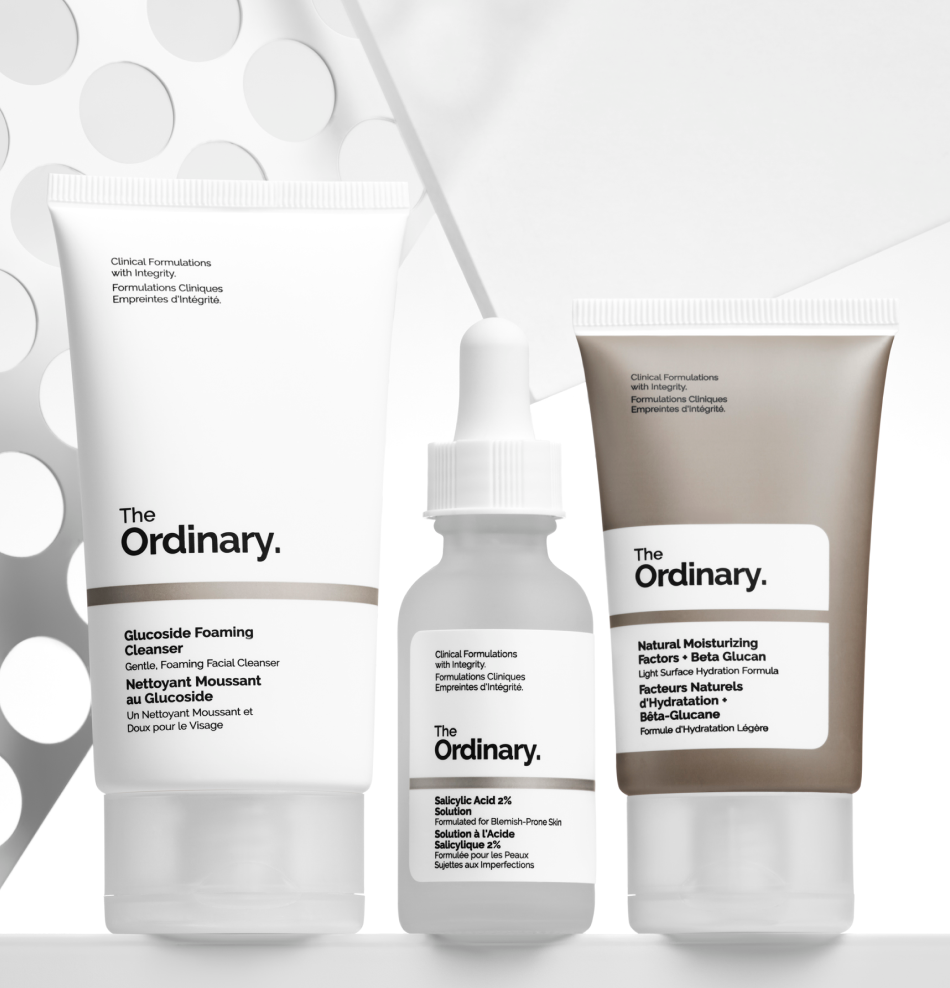 Clinical Formulations
with Integrity.
Formulations Cliniques
Empreintes d'Intégrité.
The
Ordinary.
Glucoside Foaming
Cleanser
Gentle, Foaming Facial Cleanser
Nettoyant Moussant
au Glucoside
Un Nettoyant Moussant et
Doux pour le Visage
Clinical Formulations
with Integrity.
Formulations Cliniques
Empreintes d'Intégrité.
The
Ordinary.
Salicylic Acid 2%
Solution
Formulated for Blemish-Prone Skin
Solution à l'Acide
Salicylique 2%
Formulée pour les Peaux
Sujettes aux Imperfections
Clinical Formulations
with Integrity.
Formulations Cliniques
Empreintes d'Intégrité.
The
Ordinary.
Natural Moisturizing
Factors + Beta Glucan
Light Surface Hydration Formula
Facteurs Naturels
d'Hydratation +
Bêta-Glucane
Formule d'Hydratation Légère